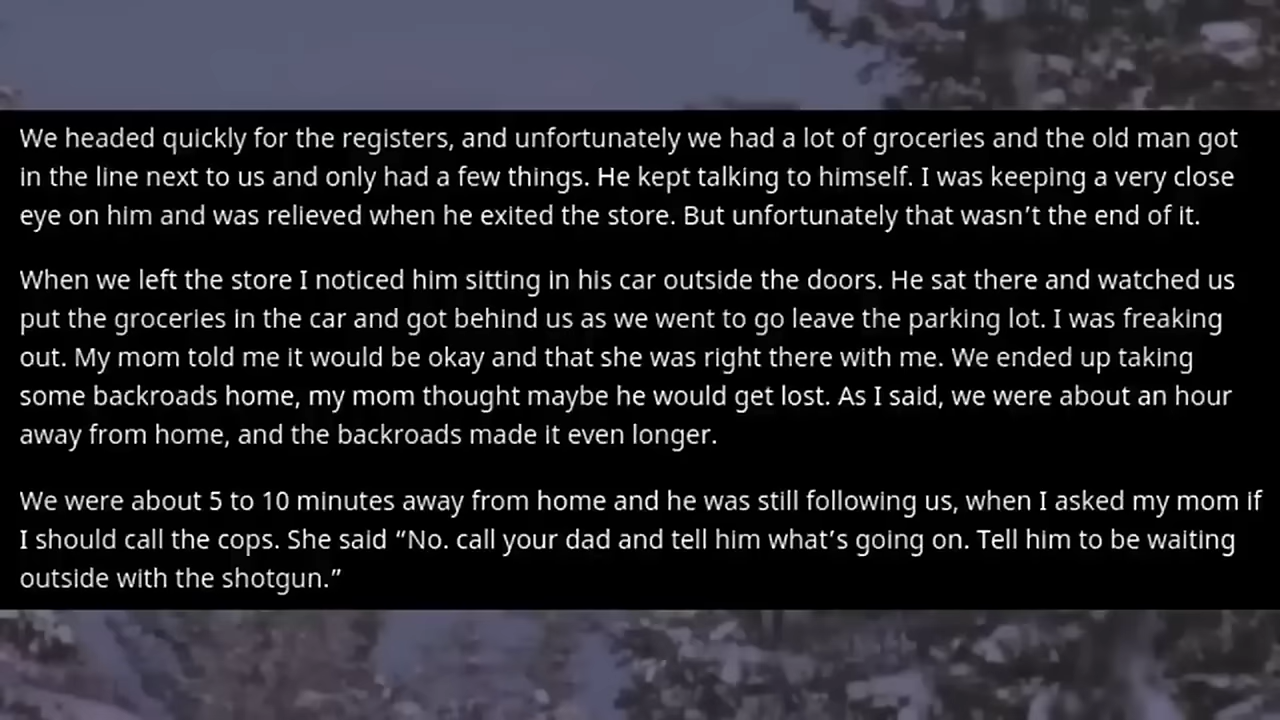 We headed quickly for the registers, and unfortunately we had a lot of groceries and the old man got
in the line next to us and only had a few things. He kept talking to himself. I was keeping a very close
eye on him and was relieved when he exited the store. But unfortunately that wasn’t the end of it.
When we left the store I noticed him sitting in his car outside the doors. He sat there and watched us
put the groceries in the car and got behind us as we went to go leave the parking lot. I was freaking
out. My mom told me it would be okay and that she was right there with me. We ended up taking
some backroads home, my mom thought maybe he would get lost. As I said, we were about an hour
away from home, and the backroads made it even longer.
We were about 5 to 10 minutes away from home and he was still following us, when I asked my mom if
I should call the cops. She said “No. call your dad and tell him what’s going on. Tell him to be waiting
outside with the shotgun.”